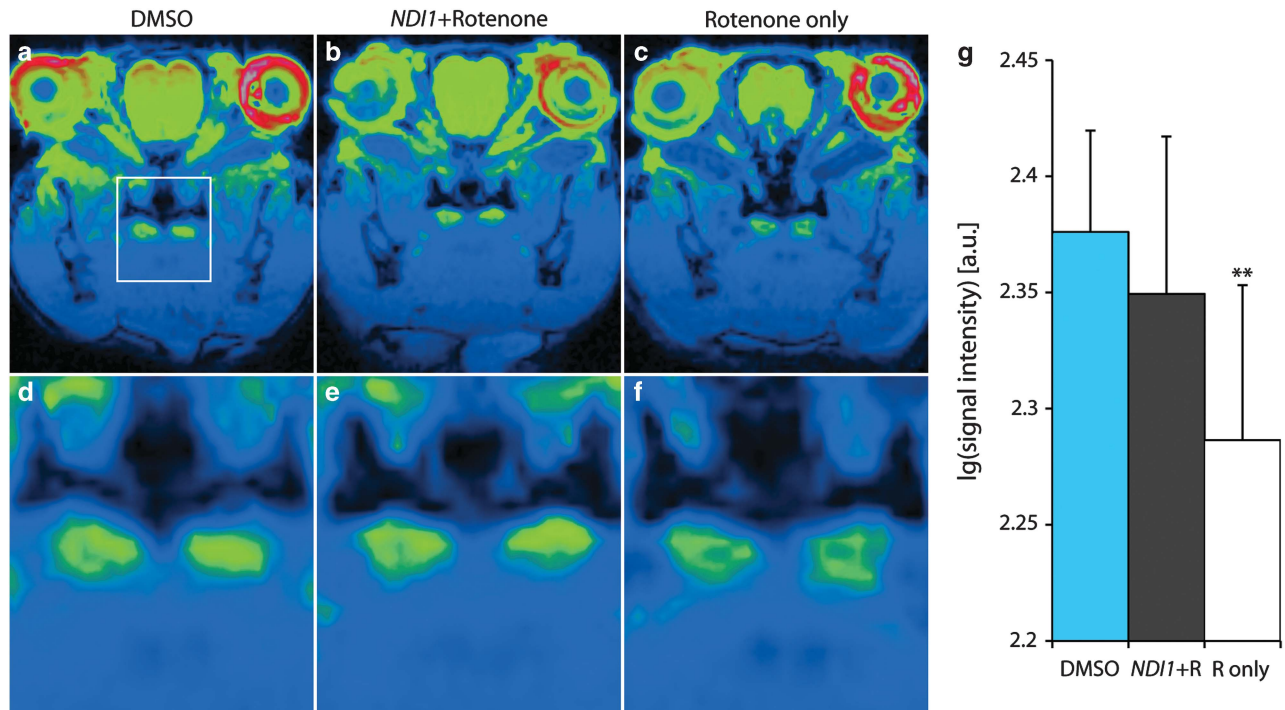 DMSO
NDI1+Rotenone
Rotenone only
a
b
c
d
e
f
g
lg(signal intensity) [a.u.]
2.45
2.4
2.35
2.3
2.25
2.2
**
DMSO
NDI1+R
R only